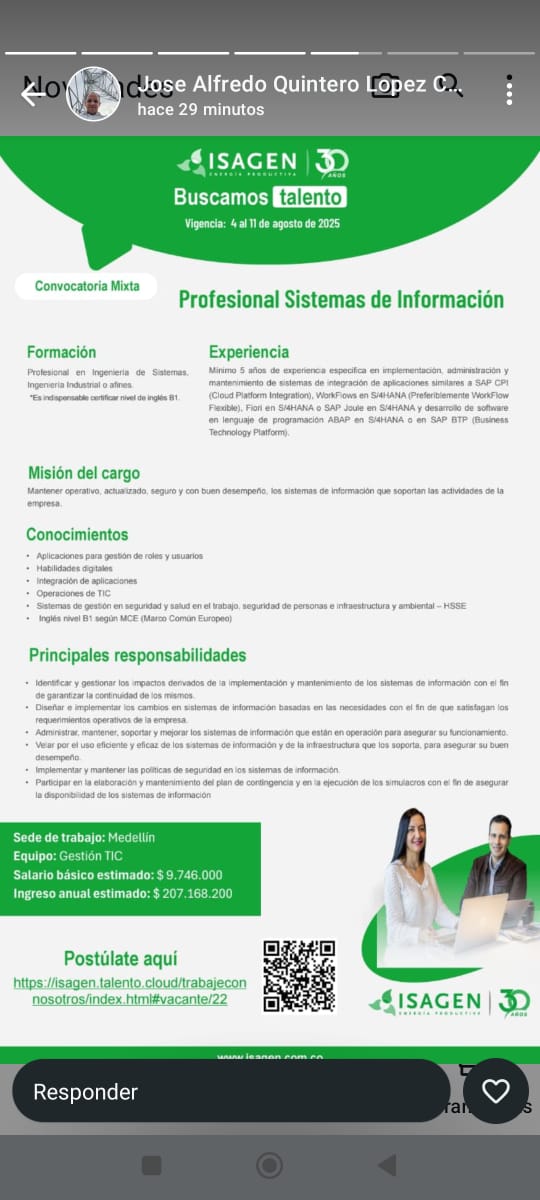 Jose Alfredo Quintero Lopez C...
hace 29 minutos
ISAGEN 30
ENERGÍA PRODUCTIVA AÑOS
Buscamos talento
Vigencia: 4 al 11 de agosto de 2025
Convocatoria Mixta
Profesional Sistemas de Información
Formación
Profesional en Ingeniería de Sistemas,
Ingeniería Industrial o afines.
*Es indispensable certificar nivel de inglés B1.
Experiencia
Mínimo 5 años de experiencia especifica en implementación, administración y
mantenimiento de sistemas de integración de aplicaciones similares a SAP CPI
(Cloud Platform Integration), WorkFlows en S/4HANA (Preferiblemente WorkFlow
Flexible), Fiori en S/4HANA o SAP Joule en S/4HANA y desarrollo de software
en lenguaje de programación ABAP en S/4HANA o en SAP BTP (Business
Technology Platform).
Misión del cargo
Mantener operativo, actualizado, seguro y con buen desempeño, los sistemas de información que soportan las actividades de la
empresa.
Conocimientos
• Aplicaciones para gestión de roles y usuarios
• Habilidades digitales
• Integración de aplicaciones
• Operaciones de TIC
• Sistemas de gestión en seguridad y salud en el trabajo, seguridad de personas e infraestructura y ambiental – HSSE
• Inglés nivel B1 según MCE (Marco Común Europeo)
Principales responsabilidades
• Identificar y gestionar los impactos derivados de la implementación y mantenimiento de los sistemas de información con el fin
de garantizar la continuidad de los mismos.
• Diseñar e implementar los cambios en sistemas de información basadas en las necesidades con el fin de que satisfagan los
requerimientos operativos de la empresa.
• Administrar, mantener, soportar y mejorar los sistemas de información que están en operación para asegurar su funcionamiento.
• Velar por el uso eficiente y eficaz de los sistemas de información y de la infraestructura que los soporta, para asegurar su buen
desempeño.
• Implementar y mantener las políticas de seguridad en los sistemas de información.
• Participar en la elaboración y mantenimiento del plan de contingencia y en la ejecución de los simulacros con el fin de asegurar
la disponibilidad de los sistemas de información
Sede de trabajo: Medellín
Equipo: Gestión TIC
Salario básico estimado: $ 9.746.000
Ingreso anual estimado: $ 207.168.200
Postúlate aquí
https://isagen.talento.cloud/trabajecon
nosotros/index.html#vacante/22
ISAGEN 30
ENERGÍA PRODUCTIVA AÑOS
www.isagen.com.co
Responder